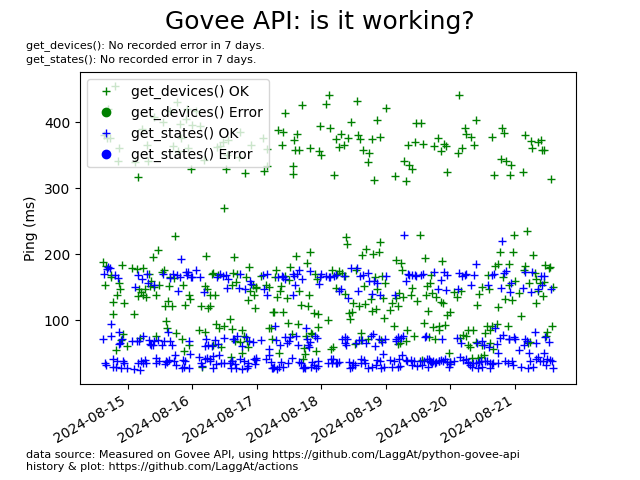 Govee API: is it working?
get_devices(): No recorded error in 7 days.
get_states(): No recorded error in 7 days.
get_devices() OK
get_devices() Error
get_states() OK
get_states() Error
Ping (ms)
400
300
200
100
2024-08-15
2024-08-16
2024-08-17
2024-08-18
2024-08-19
2024-08-20
2024-08-21
data source: Measured on Govee API, using https://github.com/LaggAt/python-govee-api
history & plot: https://github.com/LaggAt/actions